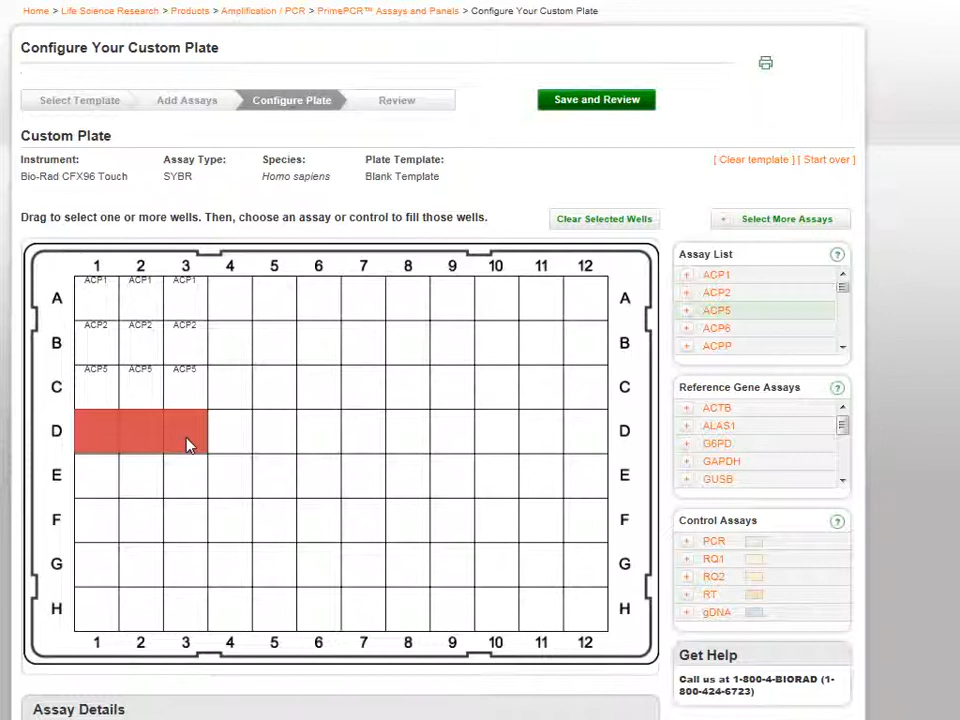 Home > Life Science Research > Products > Amplification / PCR > PrimePCR™ Assays and Panels > Configure Your Custom Plate
Configure Your Custom Plate
Select Template Add Assays Configure Plate Review
Save and Review
Custom Plate
Instrument: Assay Type: Species: Plate Template:
Bio-Rad CFX96 Touch SYBR Homo sapiens Blank Template
[ Clear template ] [ Start over ]
Drag to select one or more wells. Then, choose an assay or control to fill those wells.
Clear Selected Wells
+ Select More Assays
1 2 3 4 5 6 7 8 9 10 11 12
A ACP1 ACP1 ACP1 A
B ACP2 ACP2 ACP2 B
C ACP5 ACP5 ACP5 C
D D
E E
F F
G G
H H
1 2 3 4 5 6 7 8 9 10 11 12
Assay List ?
+ ACP1
+ ACP2
+ ACP5
+ ACP6
+ ACPP
Reference Gene Assays ?
+ ACTB
+ ALAS1
+ G6PD
+ GAPDH
+ GUSB
Control Assays ?
+ PCR
+ RQ1
+ RQ2
+ RT
+ gDNA
Get Help
Call us at 1-800-4-BIORAD (1-
800-424-6723)
Assay Details